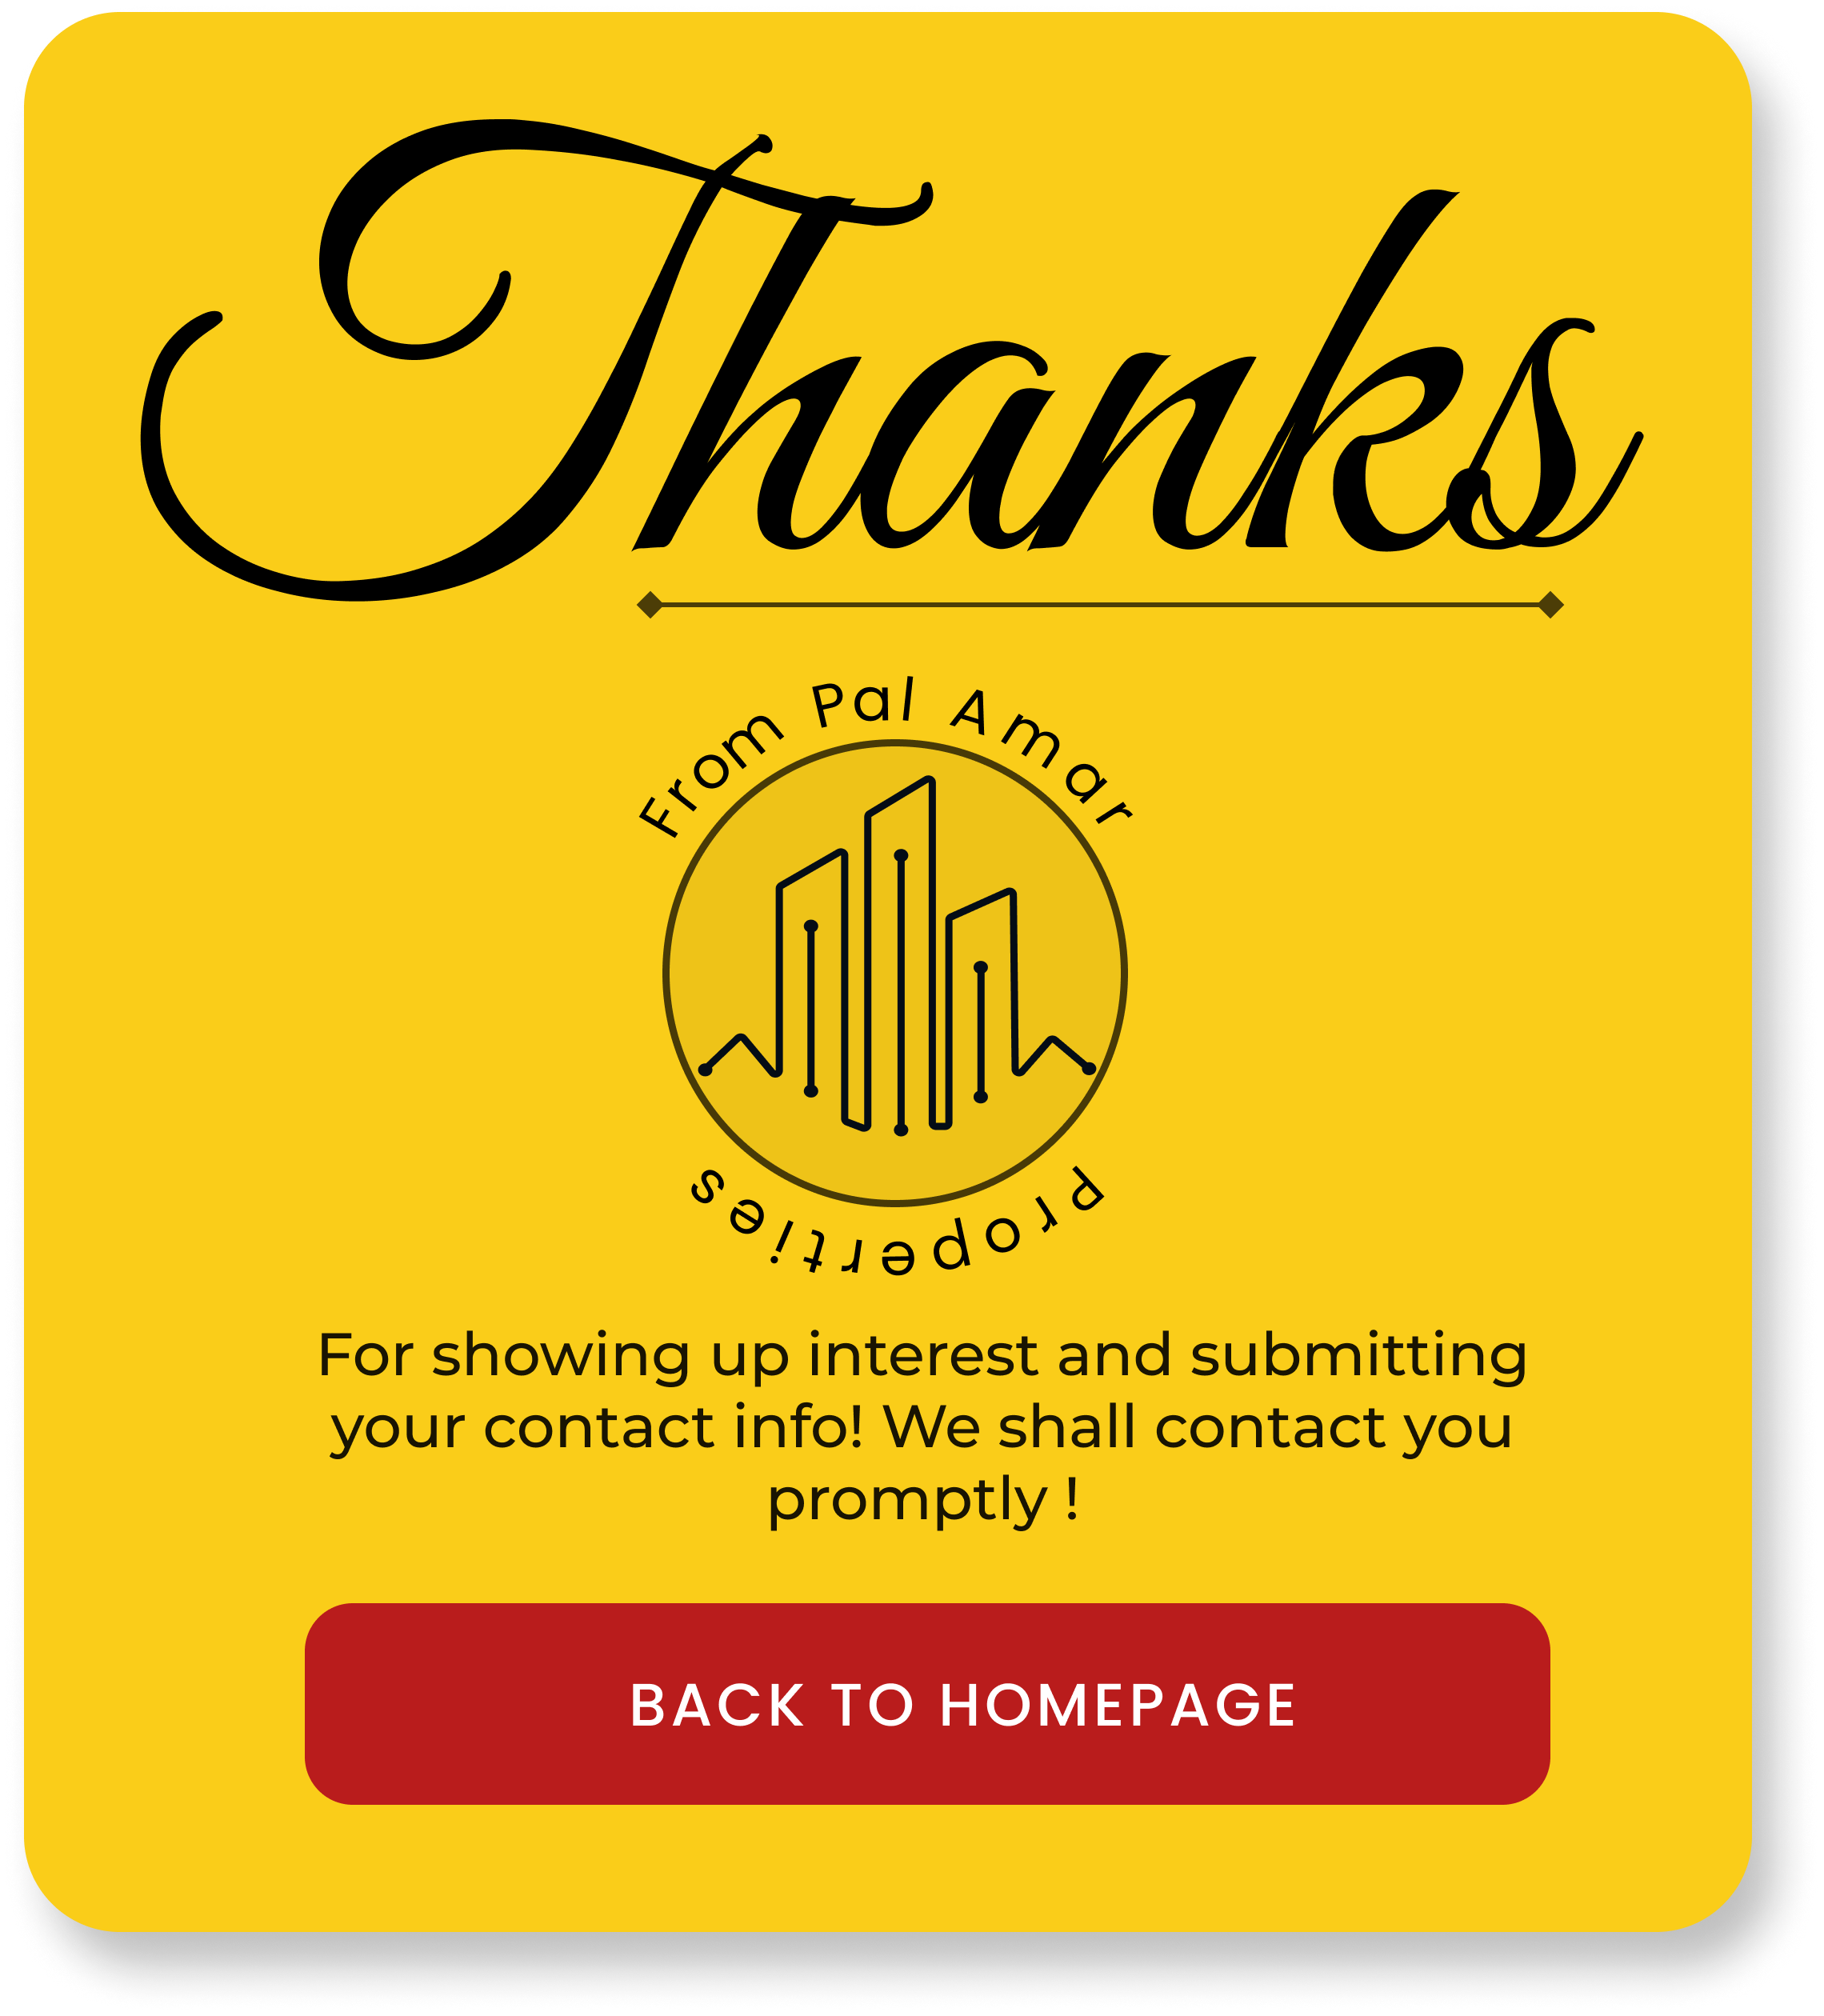 Thanks
From Pal Amar
Properties
For showing up interest and submitting
your contact info! We shall contact you
promptly !
BACK TO HOMEPAGE